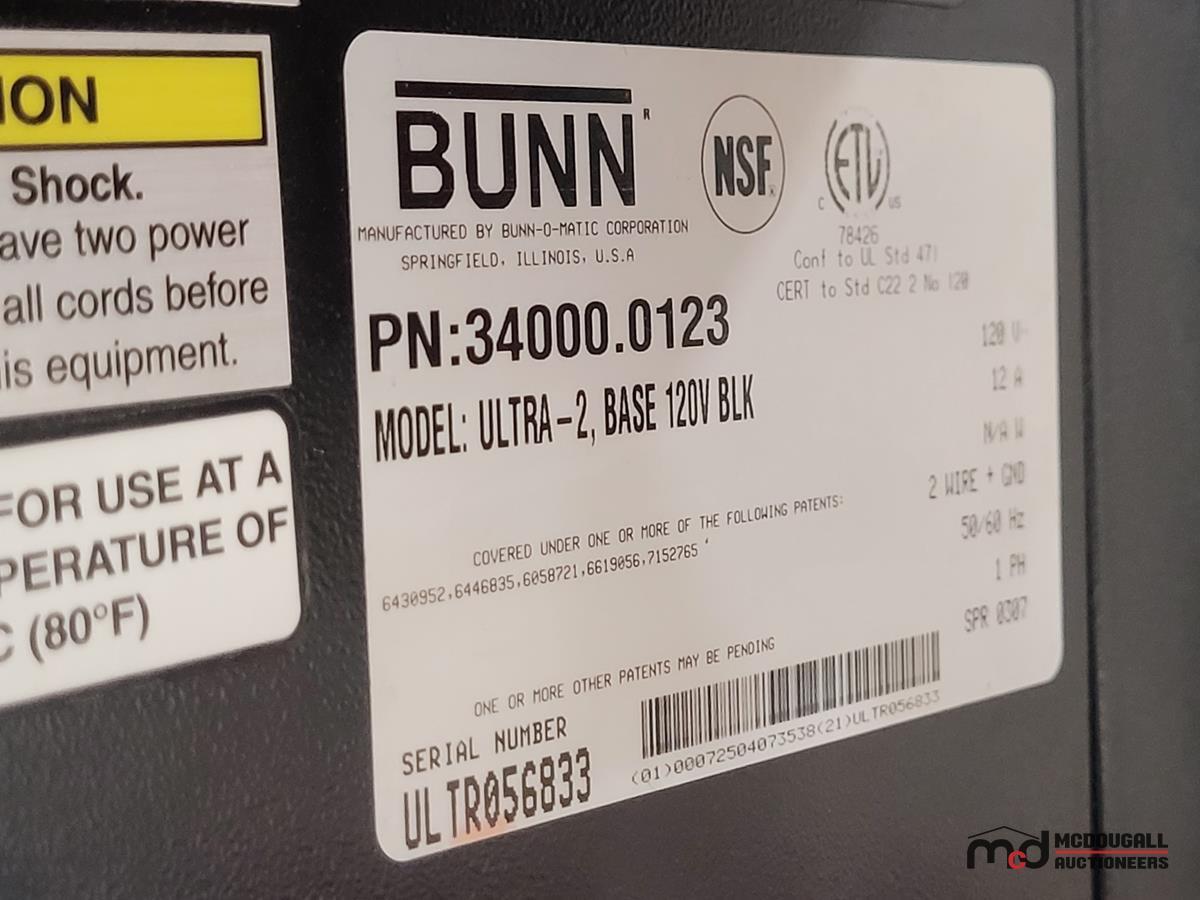 ION
Shock.
ave two power
all cords before
is equipment.
FOR USE AT A
PERATURE OF
C (80°F)
BUNN®
NSF®
ETL
C US
78426
Conf to UL Std 471
CERT to Std C22 2 No 120
MANUFACTURED BY BUNN-O-MATIC CORPORATION
SPRINGFIELD, ILLINOIS, U.S.A
PN:34000.0123
MODEL: ULTRA-2, BASE 120V BLK
120 V~
12 A
N/A W
2 WIRE + GND
50/60 Hz
1 PH
SPR 0307
COVERED UNDER ONE OR MORE OF THE FOLLOWING PATENTS:
6430952,6446835,6058721,6619056,7152765
ONE OR MORE OTHER PATENTS MAY BE PENDING
SERIAL NUMBER
ULTR056833
(01)00072504073538(21)ULTR056833
mcd MCDOUGALL
AUCTIONEERS